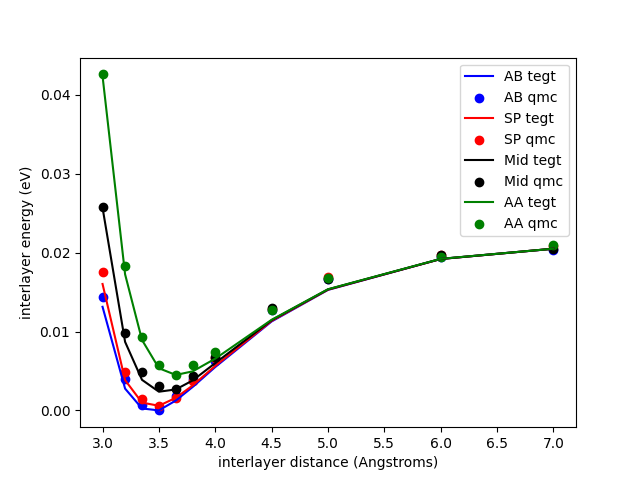 AB tegt
AB qmc
SP tegt
SP qmc
Mid tegt
Mid qmc
AA tegt
AA qmc
0.04
0.03
0.02
0.01
0.00
interlayer energy (eV)
3.0 3.5 4.0 4.5 5.0 5.5 6.0 6.5 7.0
interlayer distance (Angstroms)